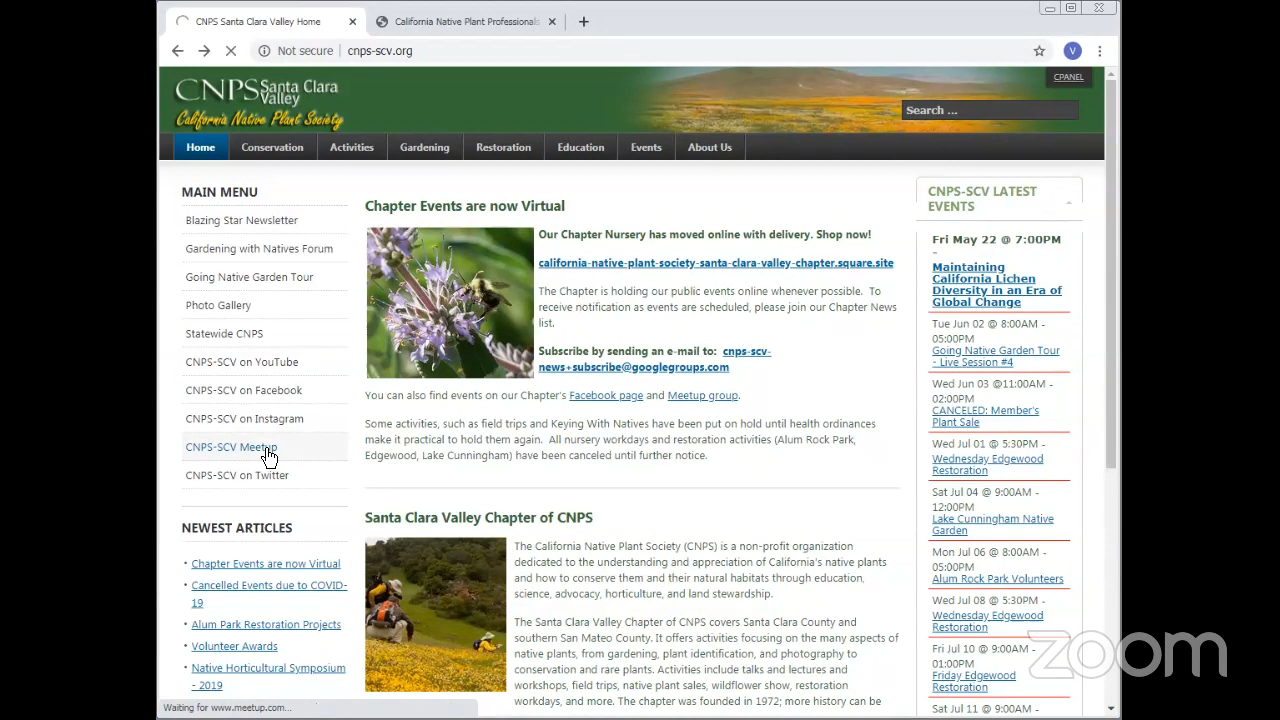 CNPS Santa Clara Valley Home
California Native Plant Professionals
Not secure | cnps-scv.org
V
CPANEL
CNPS Santa Clara Valley
California Native Plant Society
Search ...
Home Conservation Activities Gardening Restoration Education Events About Us
MAIN MENU
Blazing Star Newsletter
Gardening with Natives Forum
Going Native Garden Tour
Photo Gallery
Statewide CNPS
CNPS-SCV on YouTube
CNPS-SCV on Facebook
CNPS-SCV on Instagram
CNPS-SCV Meetup
CNPS-SCV on Twitter
NEWEST ARTICLES
Chapter Events are now Virtual
Cancelled Events due to COVID-
19
Alum Park Restoration Projects
Volunteer Awards
Native Horticultural Symposium
- 2019
Chapter Events are now Virtual
Our Chapter Nursery has moved online with delivery. Shop now!
california-native-plant-society-santa-clara-valley-chapter.square.site
The Chapter is holding our public events online whenever possible. To
receive notification as events are scheduled, please join our Chapter News
list.
Subscribe by sending an e-mail to: cnps-scv-
news+subscribe@googlegroups.com
You can also find events on our Chapter's Facebook page and Meetup group.
Some activities, such as field trips and Keying With Natives have been put on hold until health ordinances
make it practical to hold them again. All nursery workdays and restoration activities (Alum Rock Park,
Edgewood, Lake Cunningham) have been canceled until further notice.
Santa Clara Valley Chapter of CNPS
The California Native Plant Society (CNPS) is a non-profit organization
dedicated to the understanding and appreciation of California's native plants
and how to conserve them and their natural habitats through education,
science, advocacy, horticulture, and land stewardship.
The Santa Clara Valley Chapter of CNPS covers Santa Clara County and
southern San Mateo County. It offers activities focusing on the many aspects of
native plants, from gardening, plant identification, and photography to
conservation and rare plants. Activities include talks and lectures and
workshops, field trips, native plant sales, wildflower show, restoration
workdays, and more. The chapter was founded in 1972; more history can be
CNPS-SCV LATEST
EVENTS
Fri May 22 @ 7:00PM
-
Maintaining
California Lichen
Diversity in an Era of
Global Change
Tue Jun 02 @ 8:00AM -
05:00PM
Going Native Garden Tour
- Live Session #4
Wed Jun 03 @11:00AM -
02:00PM
CANCELED: Member's
Plant Sale
Wed Jul 01 @ 5:30PM -
Wednesday Edgewood
Restoration
Sat Jul 04 @ 9:00AM -
12:00PM
Lake Cunningham Native
Garden
Mon Jul 06 @ 8:00AM -
05:00PM
Alum Rock Park Volunteers
Wed Jul 08 @ 5:30PM -
Wednesday Edgewood
Restoration
Fri Jul 10 @ 9:00AM -
01:00PM
Friday Edgewood
Restoration
Sat Jul 11 @ 9:00AM -
Waiting for www.meetup.com...
zoom